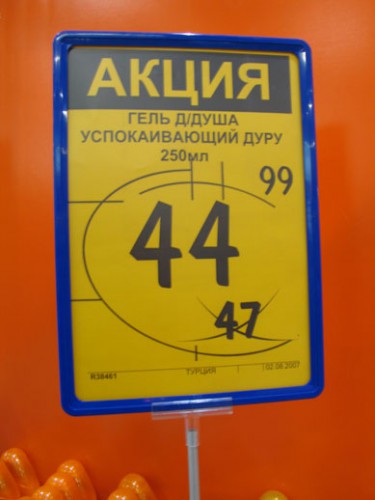 АКЦИЯ
ГЕЛЬ Д/ДУША
УСПОКАИВАЮЩИЙ ДУРУ
250мл
44 99
47
R38461 ТУРЦИЯ 02.08.2007